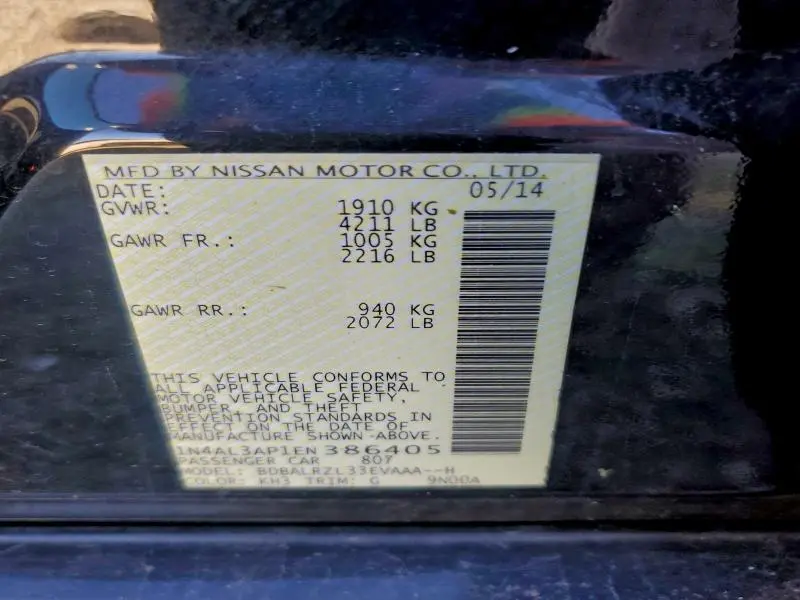 MFD BY NISSAN MOTOR CO., LTD.
DATE: 05/14
GVWR: 1910 KG
4211 LB
GAWR FR.: 1005 KG
2216 LB
GAWR RR.: 940 KG
2072 LB
THIS VEHICLE CONFORMS TO
ALL APPLICABLE FEDERAL
MOTOR VEHICLE SAFETY,
BUMPER, AND THEFT
PREVENTION STANDARDS IN
EFFECT ON THE DATE OF
MANUFACTURE SHOWN ABOVE.
1N4AL3AP1EN386405
PASSENGER CAR 807
MODEL: BDBALRZL33EVAAA--H
COLOR: KH3 TRIM: G 9N00A